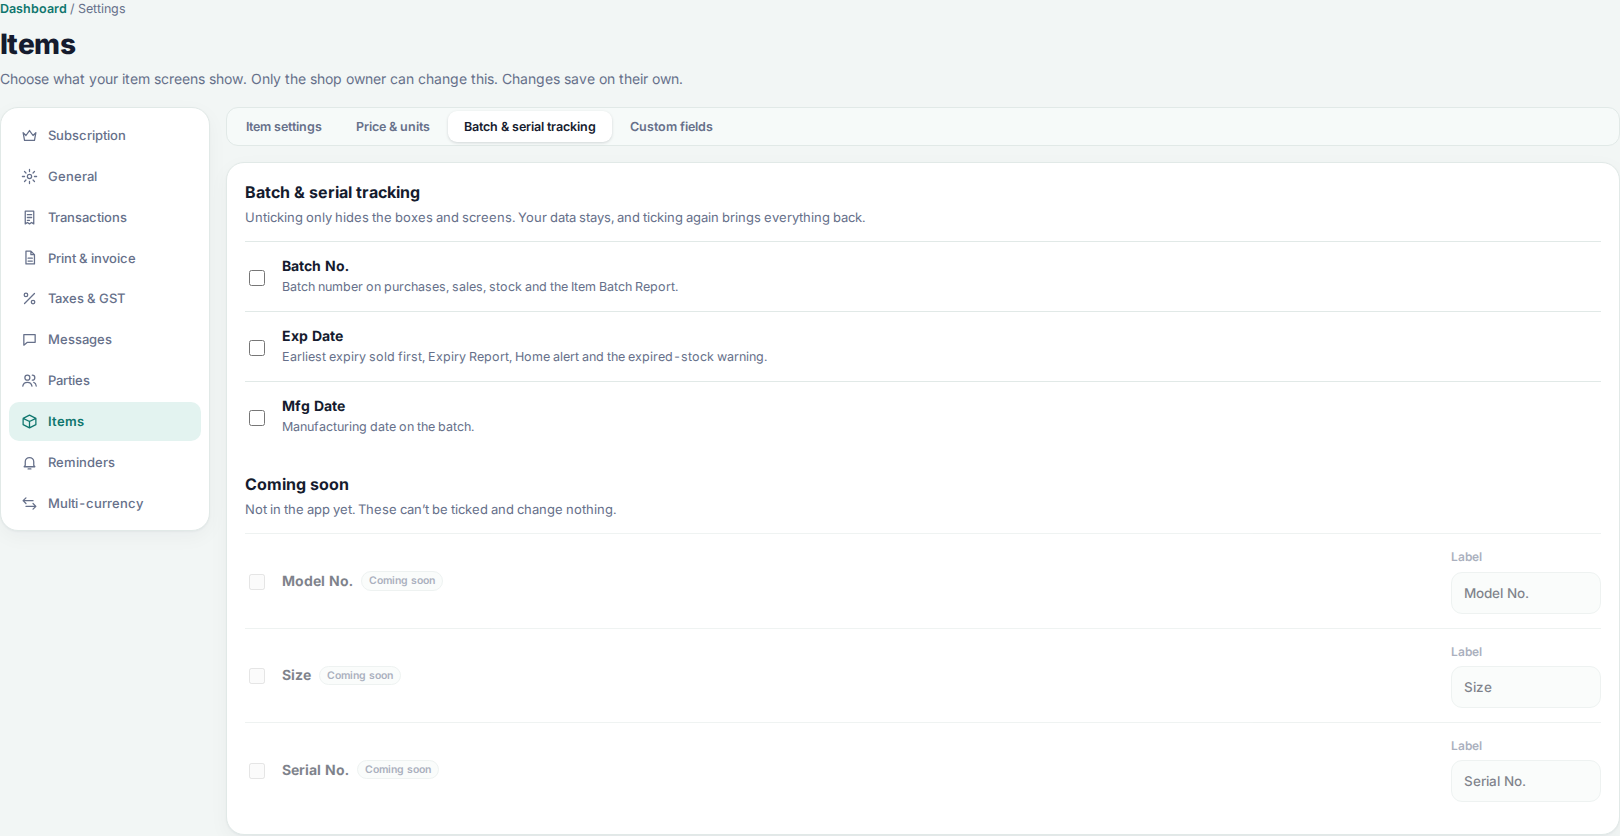 Dashboard / Settings
Items
Choose what your item screens show. Only the shop owner can change this. Changes save on their own.
Subscription
General
Transactions
Print & invoice
Taxes & GST
Messages
Parties
Items
Reminders
Multi-currency
Item settings
Price & units
Batch & serial tracking
Custom fields
Batch & serial tracking
Unticking only hides the boxes and screens. Your data stays, and ticking again brings everything back.
Batch No.
Batch number on purchases, sales, stock and the Item Batch Report.
Exp Date
Earliest expiry sold first, Expiry Report, Home alert and the expired-stock warning.
Mfg Date
Manufacturing date on the batch.
Coming soon
Not in the app yet. These can’t be ticked and change nothing.
Model No. Coming soon
Label
Model No.
Size Coming soon
Label
Size
Serial No. Coming soon
Label
Serial No.